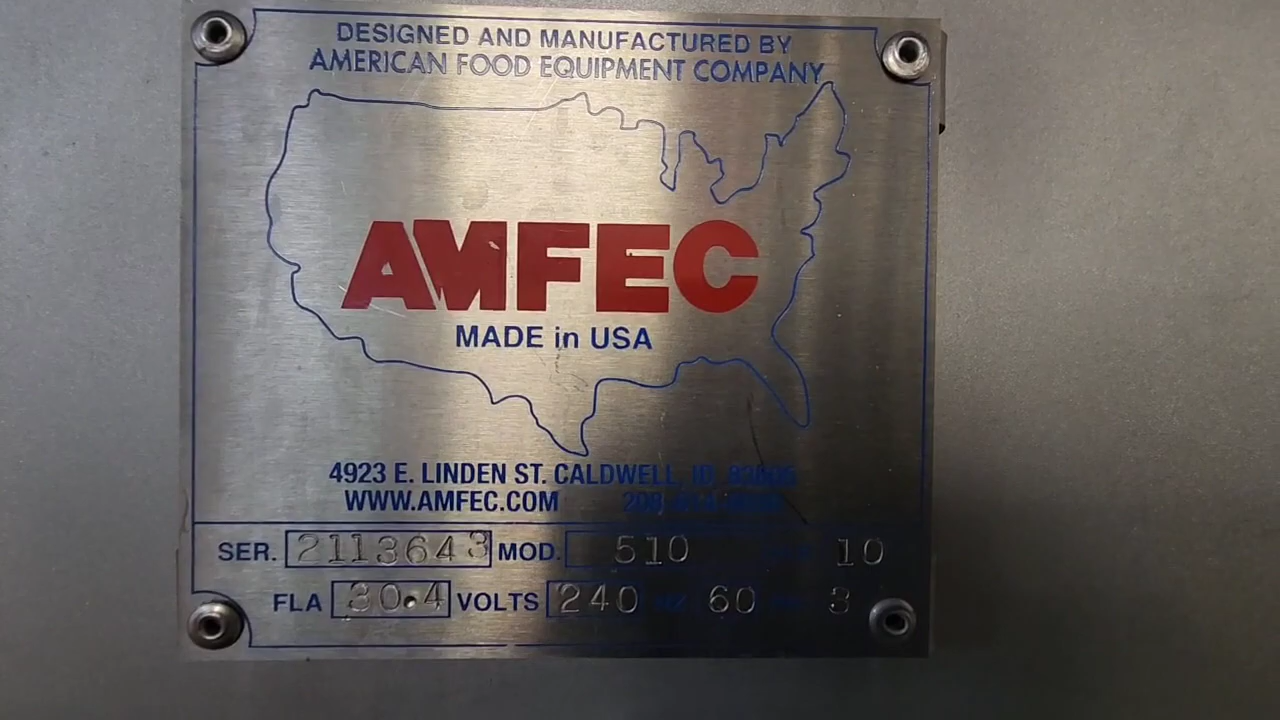 DESIGNED AND MANUFACTURED BY
AMERICAN FOOD EQUIPMENT COMPANY
AMFEC
MADE in USA
4923 E. LINDEN ST. CALDWELL, ID 83605
WWW.AMFEC.COM
SER. 2113643 MOD. 510 10
FLA 30.4 VOLTS 240 HZ 60 3